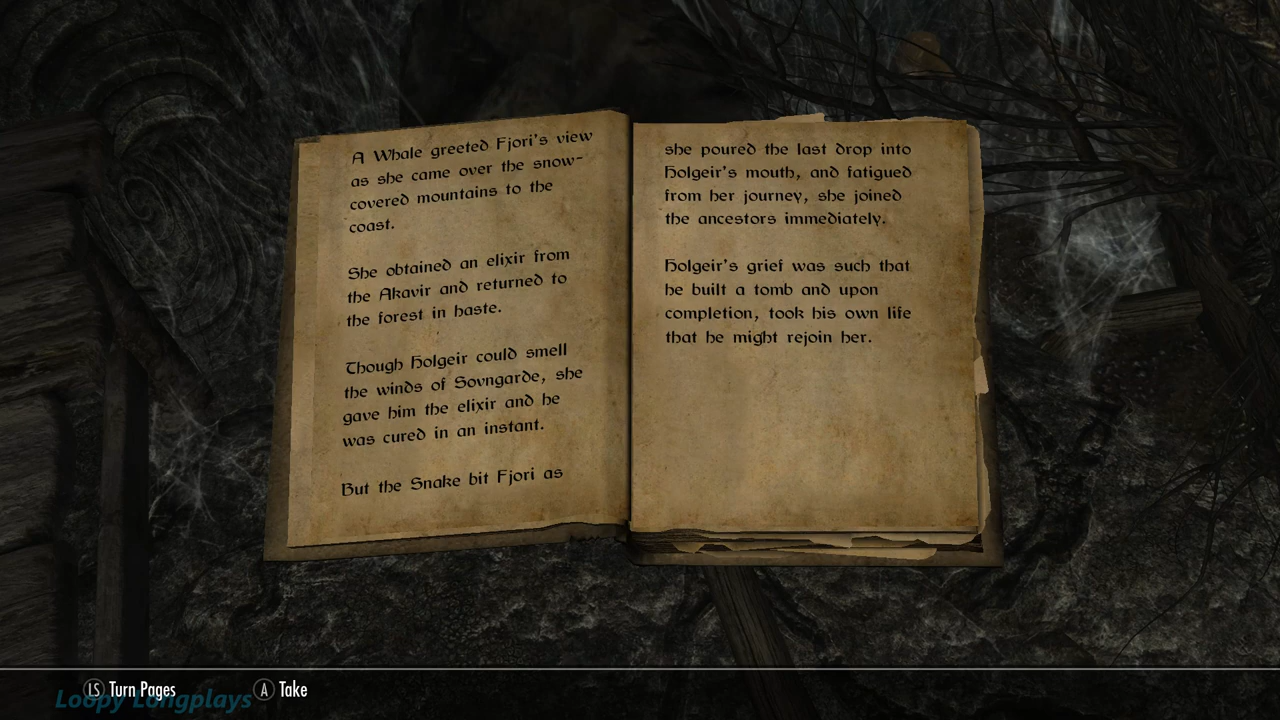 A Whale greeted Fjori's view
as she came over the snow-
covered mountains to the
coast.
She obtained an elixir from
the Akavir and returned to
the forest in haste.
Though Holgeir could smell
the winds of Sovngarde, she
gave him the elixir and he
was cured in an instant.
But the Snake bit Fjori as
she poured the last drop into
Holgeir's mouth, and fatigued
from her journey, she joined
the ancestors immediately.
Holgeir's grief was such that
he built a tomb and upon
completion, took his own life
that he might rejoin her.
LS Turn Pages
A Take
Loopy Longplays